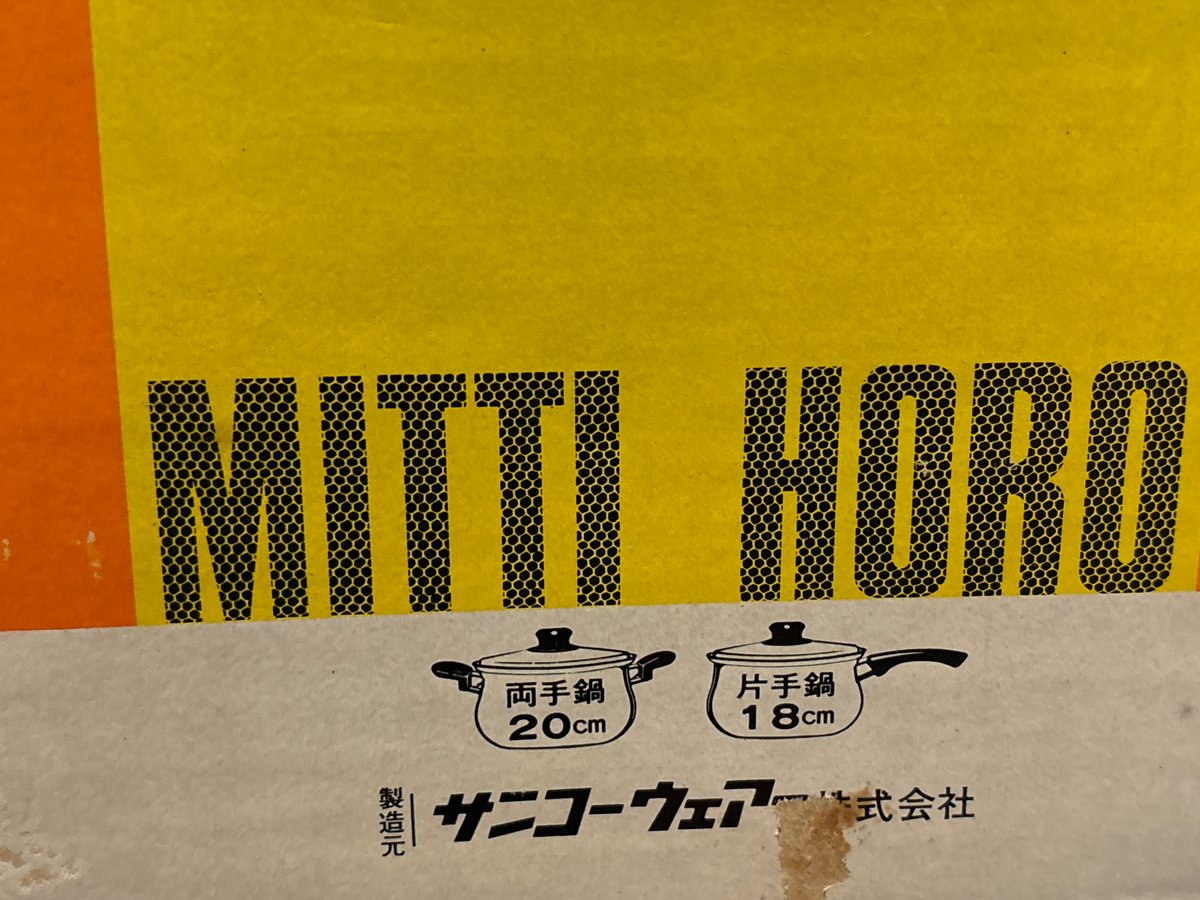 MITTI HORO
両手鍋
20cm
片手鍋
18cm
製造元
サンコーウェア 株式会社